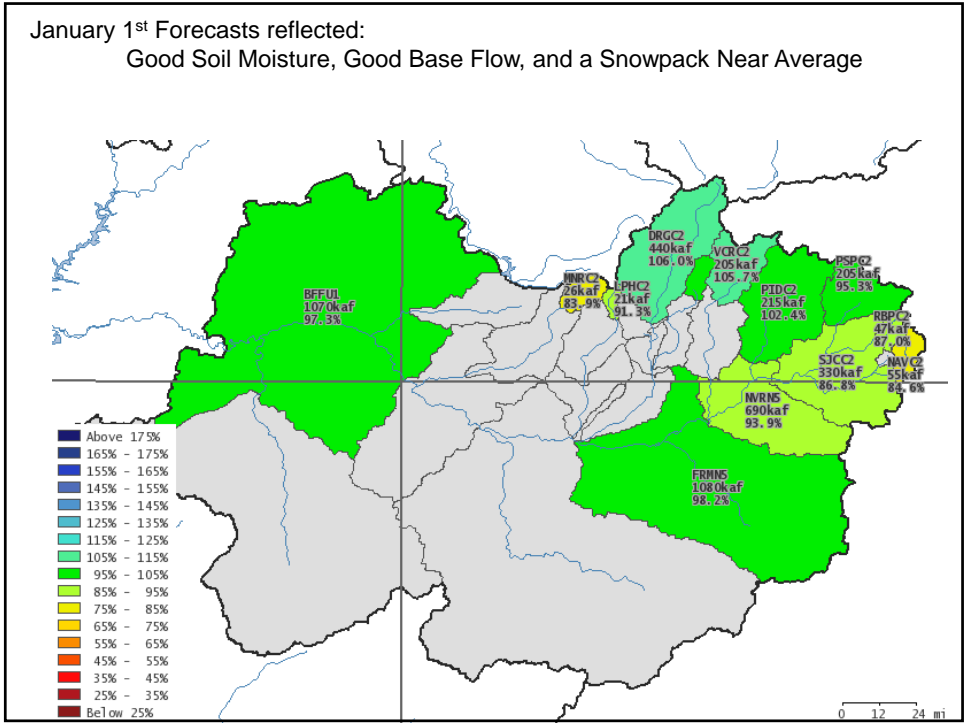 January 1st Forecasts reflected:
Good Soil Moisture, Good Base Flow, and a Snowpack Near Average
DRGC2
440kaf
106.0%
VCRC2
205kaf
105.7%
PSPC2
205kaf
95.3%
MNRC2
26kaf
83.9%
LPHC2
21kaf
91.3%
PIDC2
215kaf
102.4%
BFFU1
1070kaf
97.3%
RBPC2
47kaf
87.0%
SJCC2
330kaf
86.8%
NAVC2
55kaf
84.6%
NVRN5
690kaf
93.9%
FRMN5
1080kaf
98.2%
Above 175%
165% - 175%
155% - 165%
145% - 155%
135% - 145%
125% - 135%
115% - 125%
105% - 115%
95% - 105%
85% - 95%
75% - 85%
65% - 75%
55% - 65%
45% - 55%
35% - 45%
25% - 35%
Below 25%
0 12 24 mi